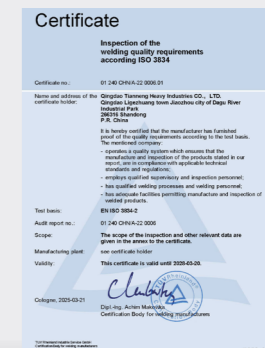 Certificate
Inspection of the
welding quality requirements
according ISO 3834
Certificate no.: 01 240 CHN/A-22 0006.01
Name and address of the certificate holder: Qingdao Tianneng Heavy Industries CO., LTD.
Qingdao Ligezhuang town Jiaozhou city of Dagu River
Industrial Park
266316 Shandong
P.R. China
It is hereby certified that the manufacturer has furnished
proof of the quality requirements according to the test basis.
The mentioned company:
- operates a quality system which ensures that the
manufacture and inspection of the products stated in our
report, are in compliance with applicable technical
standards and regulations;
- employs qualified supervisory and inspection personnel;
- has qualified welding processes and welding personnel;
- has adequate facilities permitting manufacture and inspection of
welded products.
Test basis: EN ISO 3834-2
Audit report no.: 01 240 CHN/A-22 0006
Scope: The scope of the inspection and other relevant data are
given in the annex to the certificate.
Manufacturing plant: see certificate holder
Validity: This certificate is valid until 2028-03-20.
Cologne, 2025-03-21
Dipl.-Ing. Achim
Certification Body for welding manufacturers